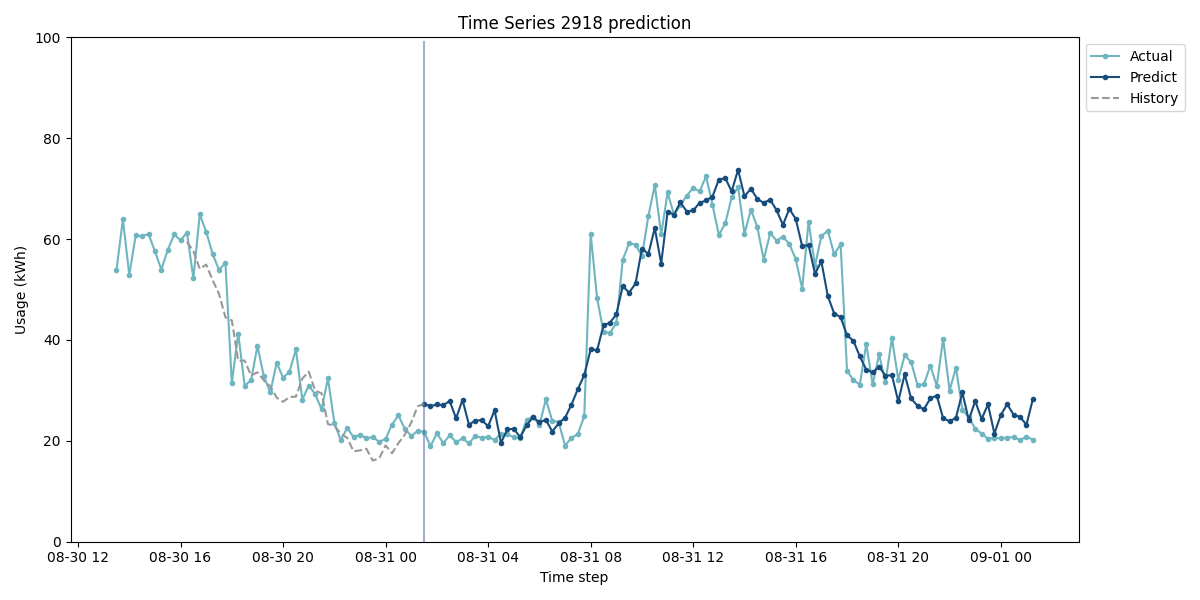 Time Series 2918 prediction
100
80
60
40
20
0
Usage (kWh)
08-30 12
08-30 16
08-30 20
08-31 00
08-31 04
08-31 08
08-31 12
08-31 16
08-31 20
09-01 00
Time step
Actual
Predict
History